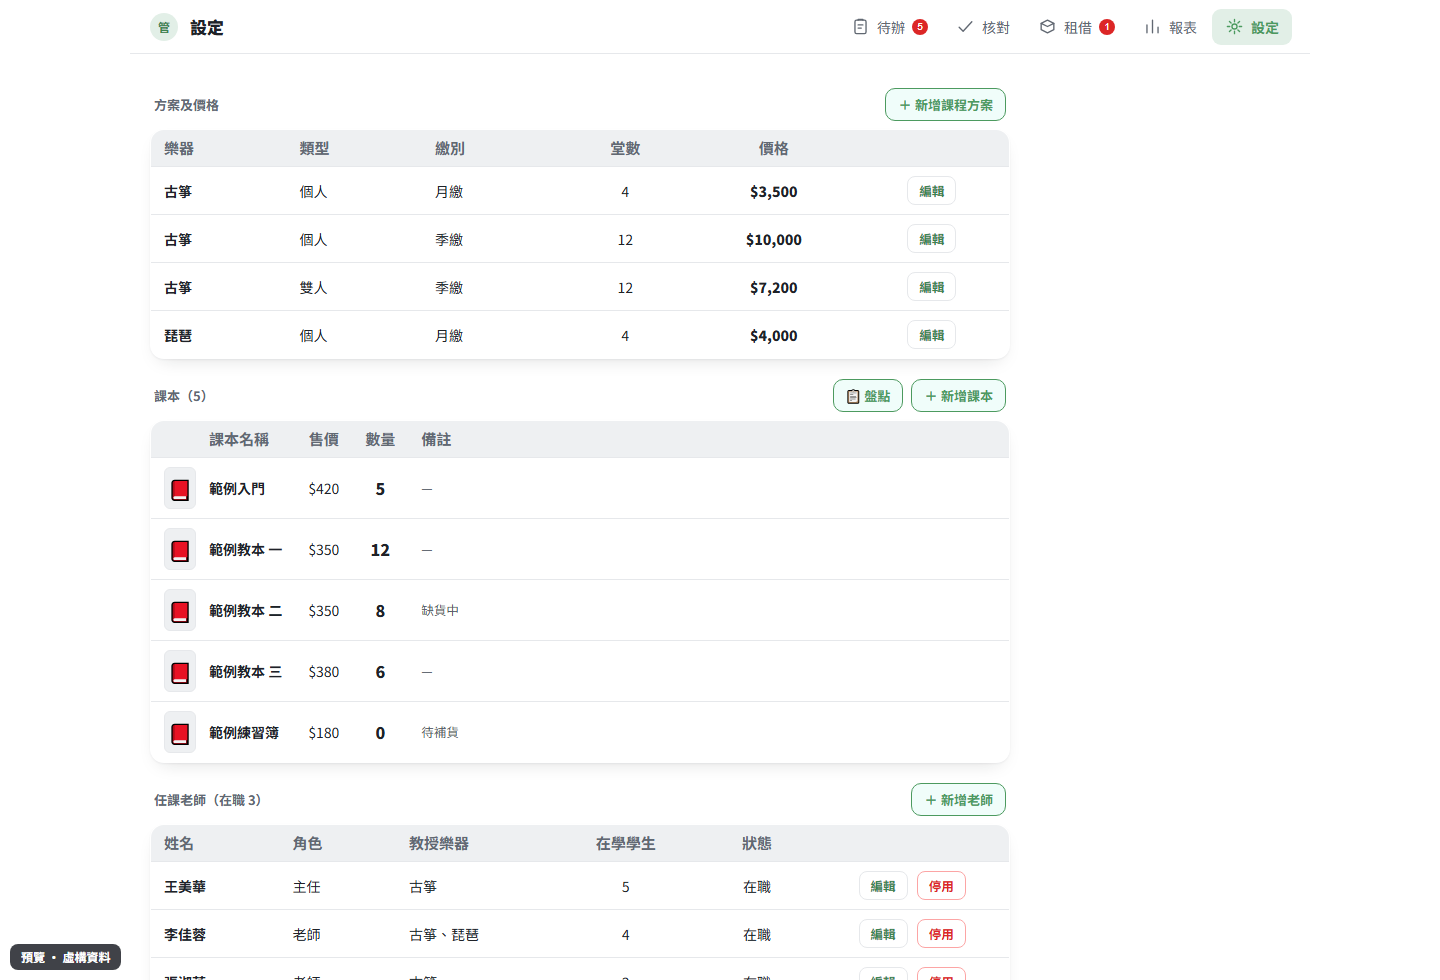 管 設定 待辦 5 核對 租借 1 報表 設定
方案及價格 ＋ 新增課程方案
樂器 類型 繳別 堂數 價格
古箏 個人 月繳 4 $3,500 編輯
古箏 個人 季繳 12 $10,000 編輯
古箏 雙人 季繳 12 $7,200 編輯
琵琶 個人 月繳 4 $4,000 編輯
課本（5） 📋 盤點 ＋ 新增課本
課本名稱 售價 數量 備註
範例入門 $420 5 —
範例教本 一 $350 12 —
範例教本 二 $350 8 缺貨中
範例教本 三 $380 6 —
範例練習簿 $180 0 待補貨
任課老師（在職 3） ＋ 新增老師
姓名 角色 教授樂器 在學學生 狀態
王美華 主任 古箏 5 在職 編輯 停用
李佳蓉 老師 古箏、琵琶 4 在職 編輯 停用
預覽 · 虛構資料